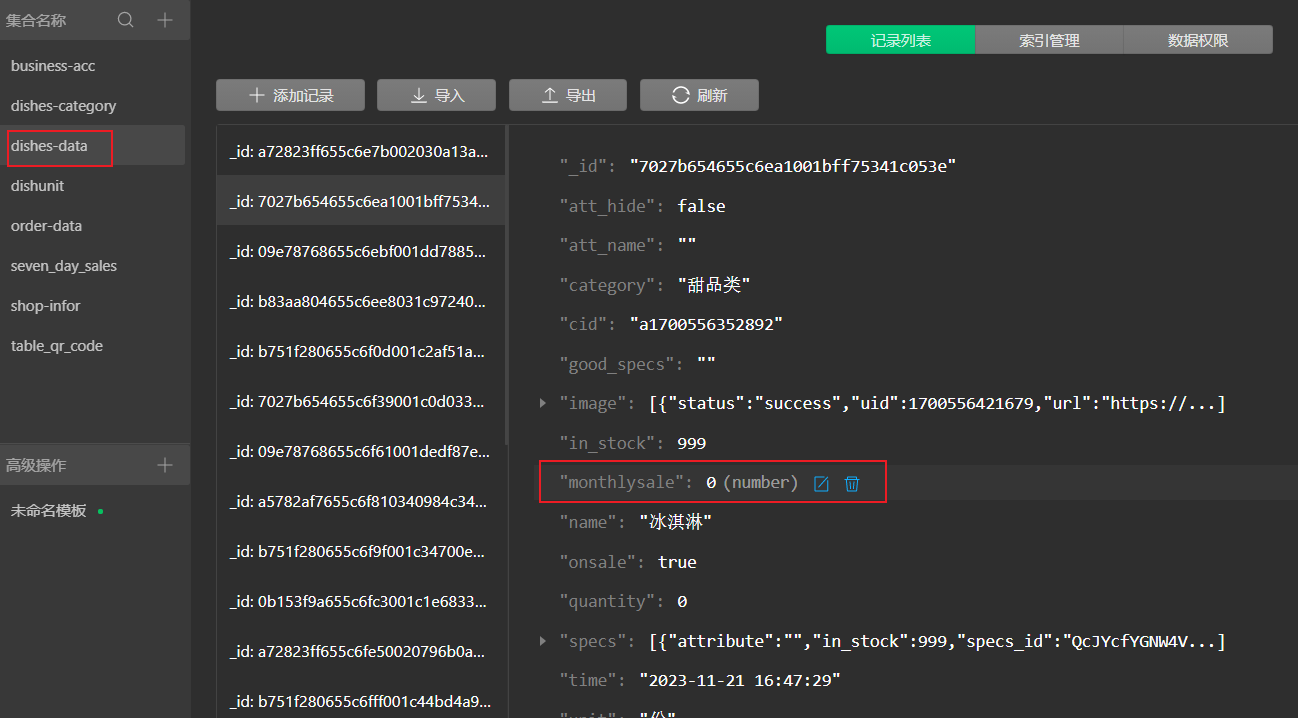 集合名称
business-acc
dishes-category
dishes-data
dishunit
order-data
seven_day_sales
shop-infor
table_qr_code
高级操作
未命名模板
记录列表 索引管理 数据权限
添加记录 导入 导出 刷新
_id: a72823ff655c6e7b002030a13a...
_id: 7027b654655c6ea1001bff7534...
_id: 09e78768655c6ebf001dd7885...
_id: b83aa804655c6ee8031c97240...
_id: b751f280655c6f0d001c2af51a...
_id: 7027b654655c6f39001c0d033...
_id: 09e78768655c6f61001dedf87e...
_id: a5782af7655c6f810340984c34...
_id: b751f280655c6f9f001c34700e...
_id: 0b153f9a655c6fc3001c1e6833...
_id: a72823ff655c6fe50020796b0a...
_id: b751f280655c6fff001c44bd4a9...
"_id": "7027b654655c6ea1001bff75341c053e"
"att_hide": false
"att_name": ""
"category": "甜品类"
"cid": "a1700556352892"
"good_specs": ""
"image": [{"status":"success","uid":1700556421679,"url":"https://...]
"in_stock": 999
"monthlysale": 0 (number)
"name": "冰淇淋"
"onsale": true
"quantity": 0
"specs": [{"attribute":"","in_stock":999,"specs_id":"QcJYcfYGNW4V...]
"time": "2023-11-21 16:47:29"
"unit": "份"